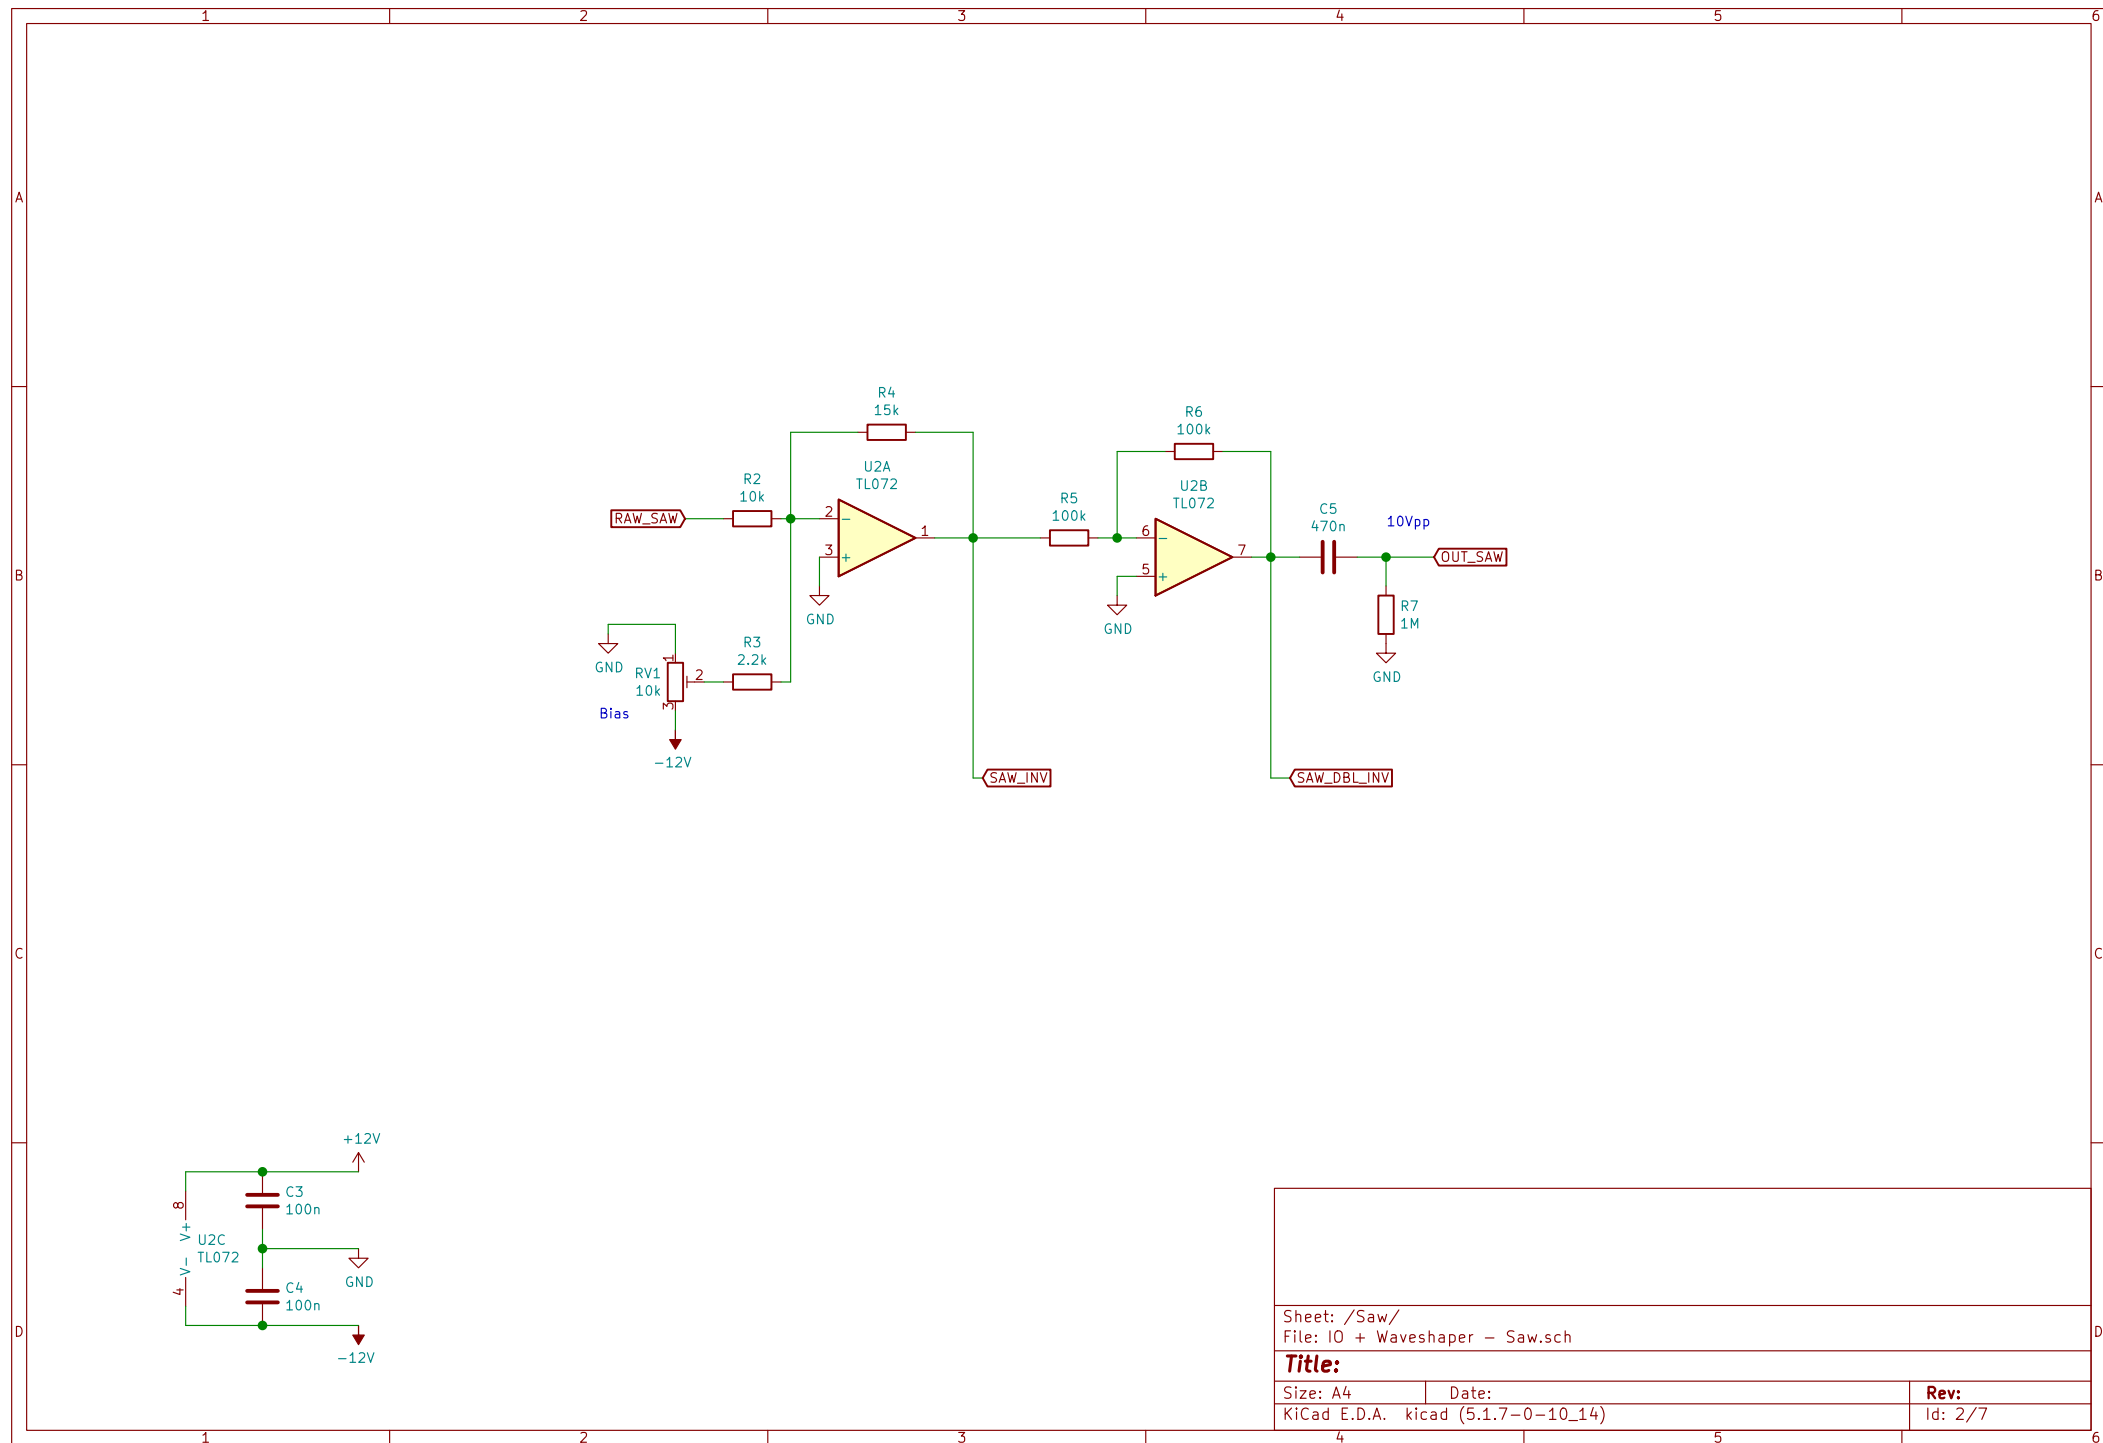 1 2 3 4 5 6
A A
R4
15k
R6
100k
U2A
TL072
R2
10k
U2B
TL072
R5
100k
C5
470n
10Vpp
RAW_SAW
2
−
1
3
+
6
−
7
5
+
OUT_SAW
B B
GND
GND
R7
1M
GND
GND
R3
2.2k
RV1
10k
1
2
3
Bias
−12V
SAW_INV
SAW_DBL_INV
C C
+12V
8
V+
C3
100n
U2C
TL072
V−
4
GND
C4
100n
−12V
D D
Sheet: /Saw/
File: IO + Waveshaper − Saw.sch
Title:
Size: A4 Date: Rev:
KiCad E.D.A. kicad (5.1.7−0−10_14) Id: 2/7
1 2 3 4 5 6